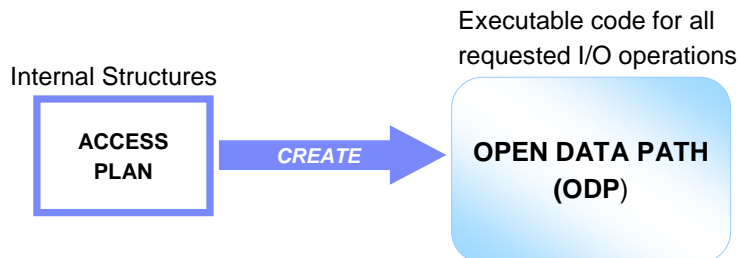 Executable code for all
requested I/O operations
Internal Structures
ACCESS
PLAN
CREATE
OPEN DATA PATH
(ODP)